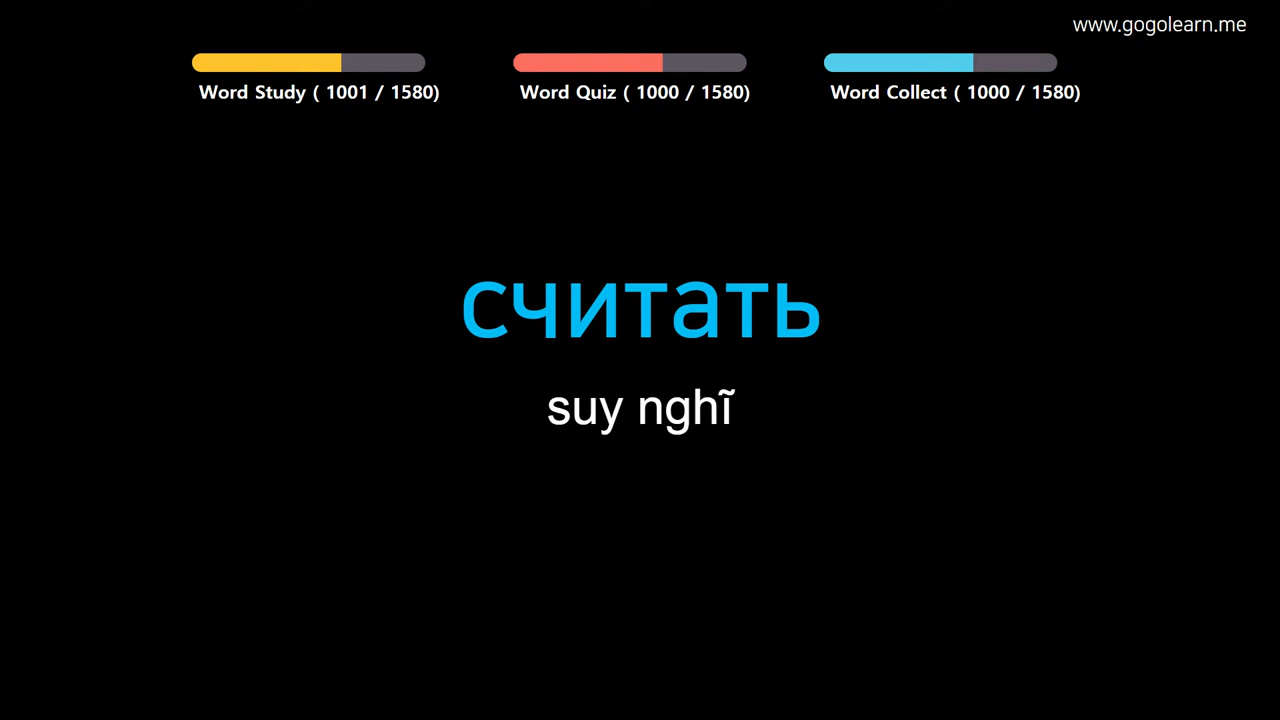 www.gogolearn.me
Word Study ( 1001 / 1580)
Word Quiz ( 1000 / 1580)
Word Collect ( 1000 / 1580)
считать
suy nghĩ